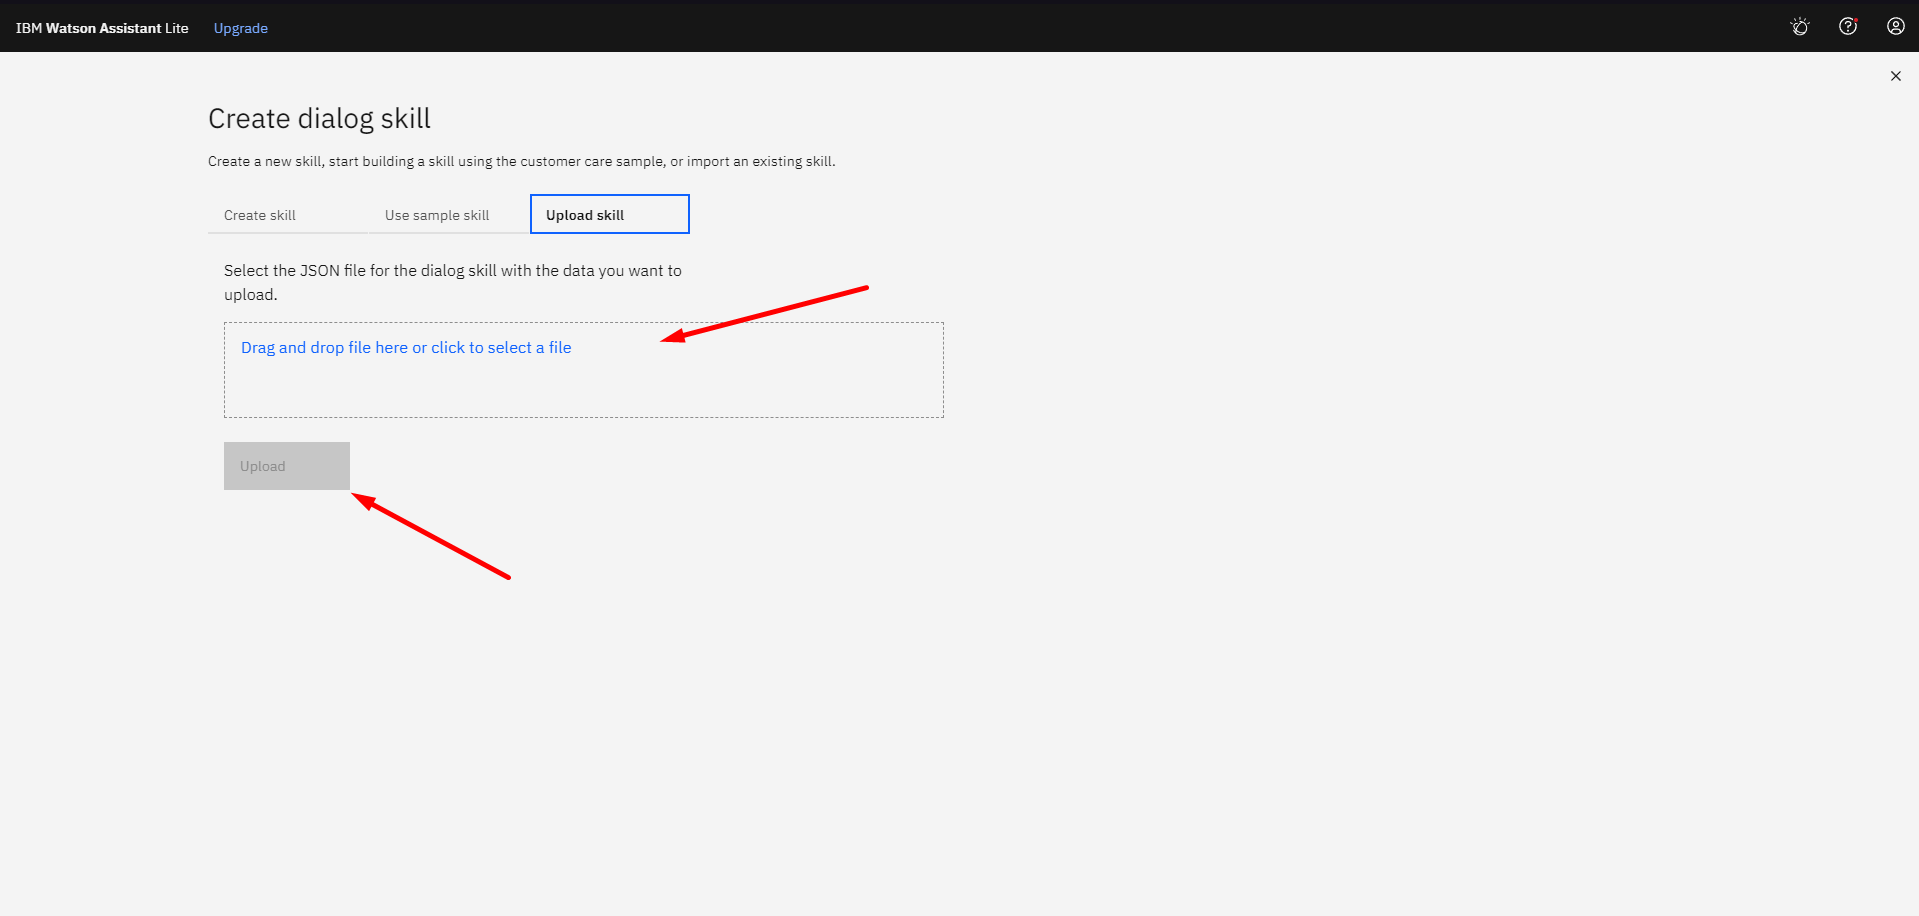 IBM Watson Assistant Lite Upgrade
Create dialog skill
Create a new skill, start building a skill using the customer care sample, or import an existing skill.
Create skill Use sample skill Upload skill
Select the JSON file for the dialog skill with the data you want to
upload.
Drag and drop file here or click to select a file
Upload